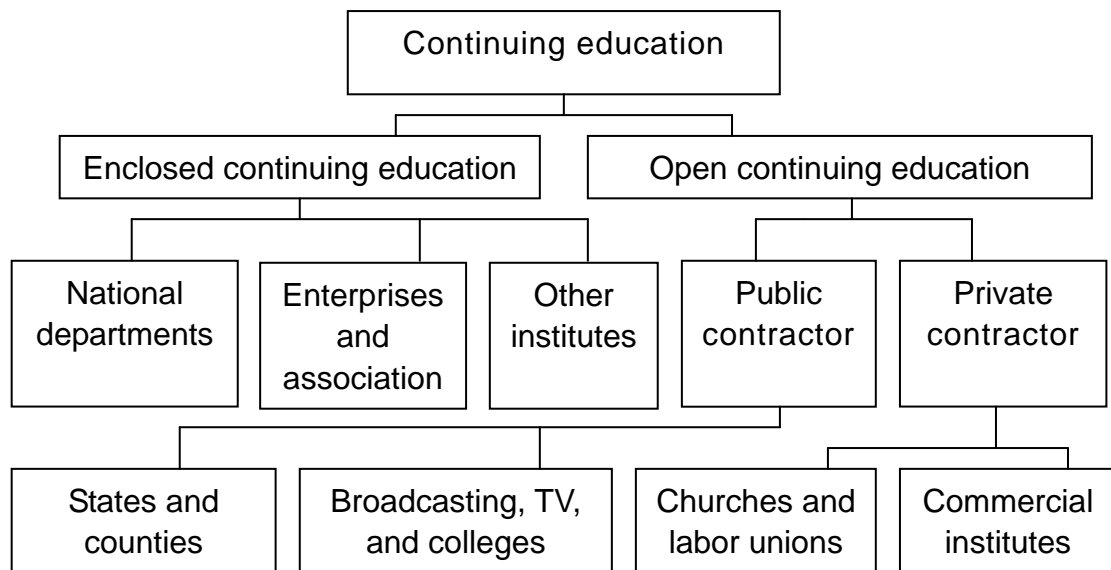 Continuing education
Enclosed continuing education
Open continuing education
National
departments
Enterprises
and
association
Other
institutes
Public
contractor
Private
contractor
States and
counties
Broadcasting, TV,
and colleges
Churches and
labor unions
Commercial
institutes